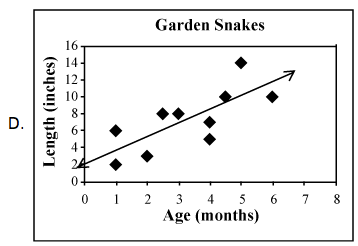 D.
Garden Snakes
Length (inches)
16
14
12
10
8
6
4
2
0
0 1 2 3 4 5 6 7 8
Age (months)